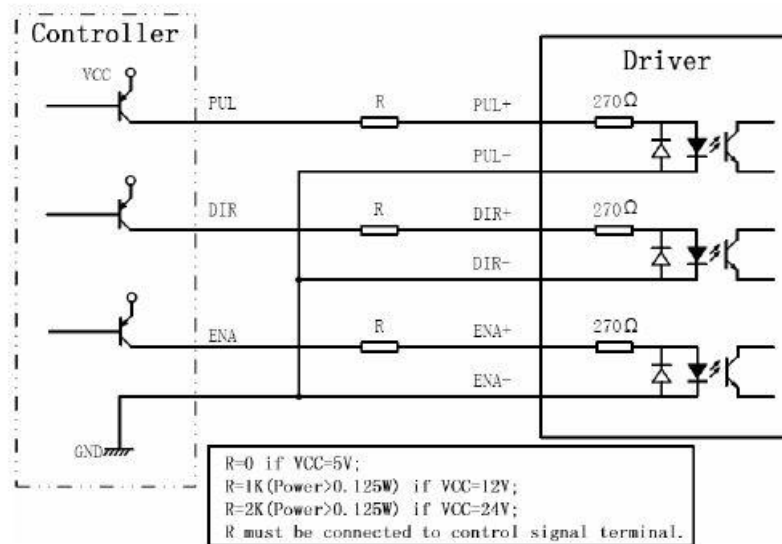 Controller
Driver
VCC
PUL
R
PUL+
270Ω
PUL-
DIR
R
DIR+
270Ω
DIR-
ENA
R
ENA+
270Ω
ENA-
GND
R=0 if VCC=5V;
R=1K(Power>0.125W) if VCC=12V;
R=2K(Power>0.125W) if VCC=24V;
R must be connected to control signal terminal.